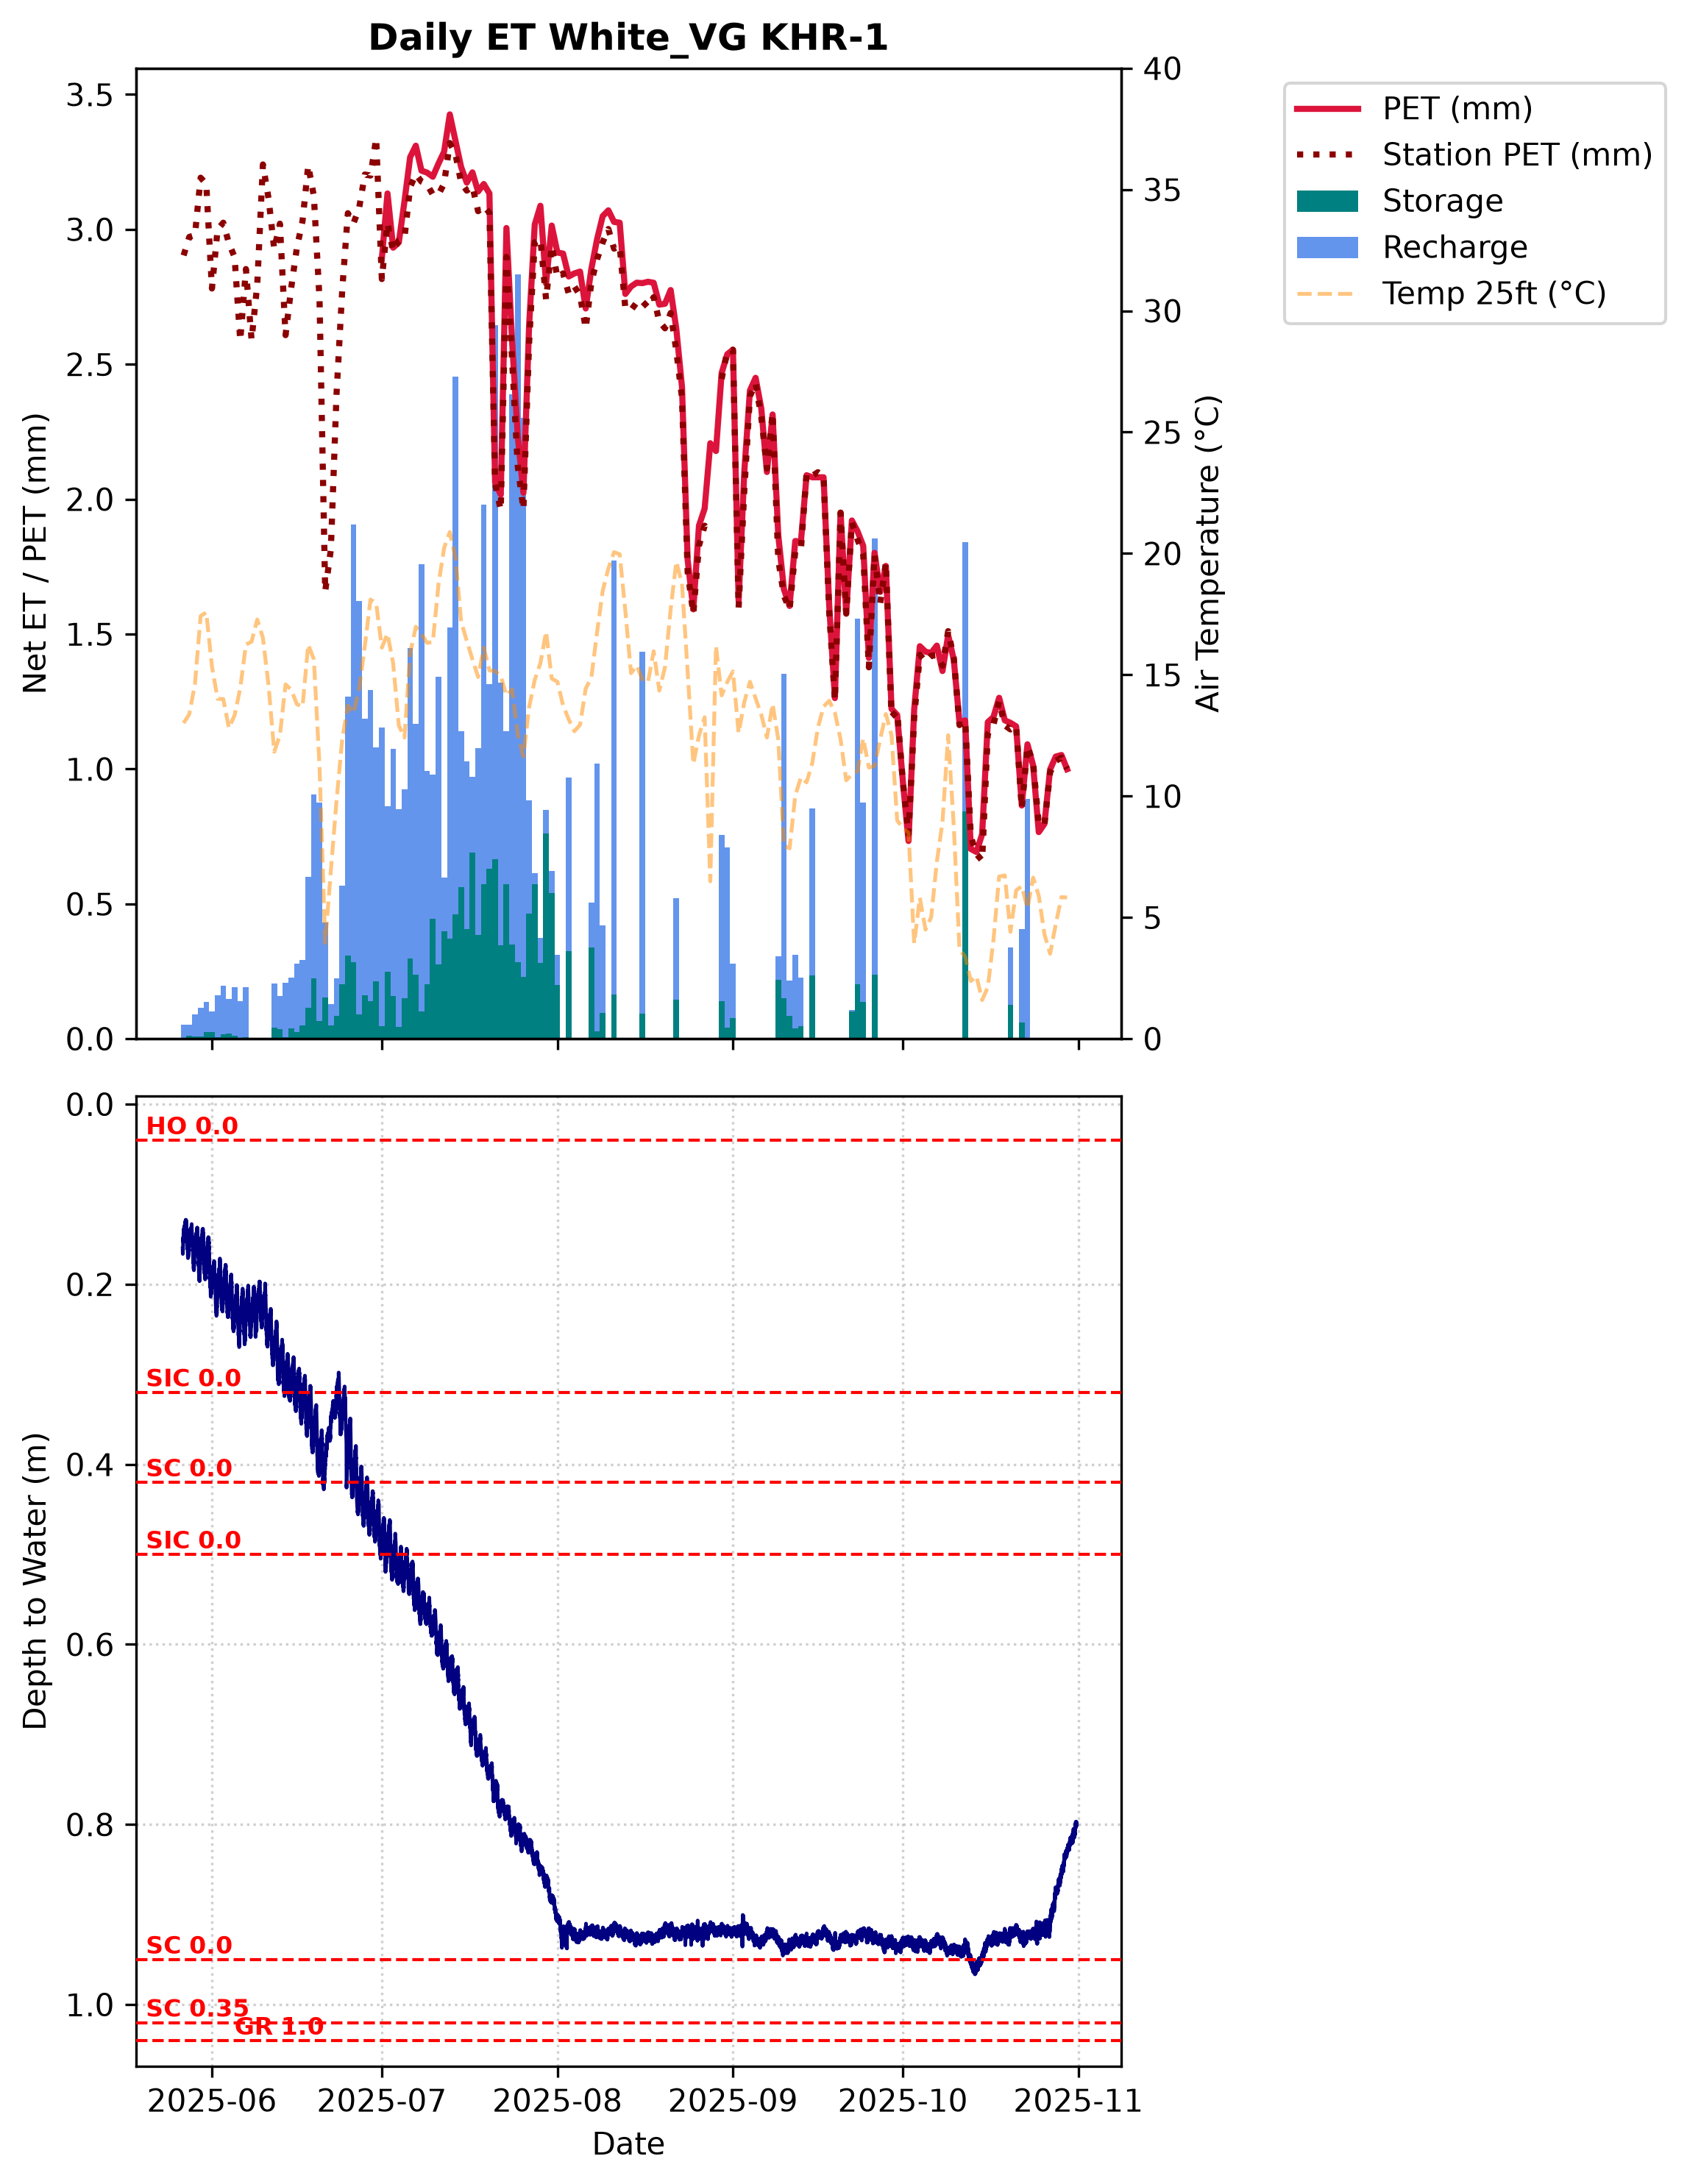 Daily ET White_VG KHR-1
3.5
3.0
2.5
2.0
1.5
1.0
0.5
0.0
Net ET / PET (mm)
40
35
30
25
20
15
10
5
0
Air Temperature (°C)
PET (mm)
Station PET (mm)
Storage
Recharge
Temp 25ft (°C)
0.0
0.2
0.4
0.6
0.8
1.0
Depth to Water (m)
HO 0.0
SIC 0.0
SC 0.0
SIC 0.0
SC 0.0
SC 0.35
GR 1.0
2025-06 2025-07 2025-08 2025-09 2025-10 2025-11
Date